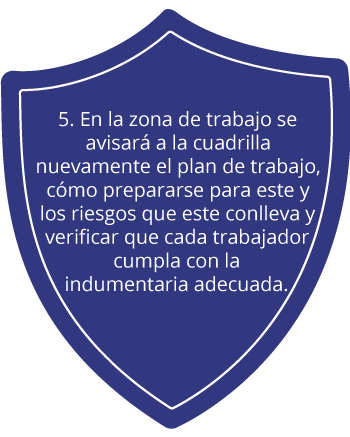 5. En la zona de trabajo se
avisará a la cuadrilla
nuevamente el plan de trabajo,
cómo prepararse para este y
los riesgos que este conlleva y
verificar que cada trabajador
cumpla con la
indumentaria adecuada.